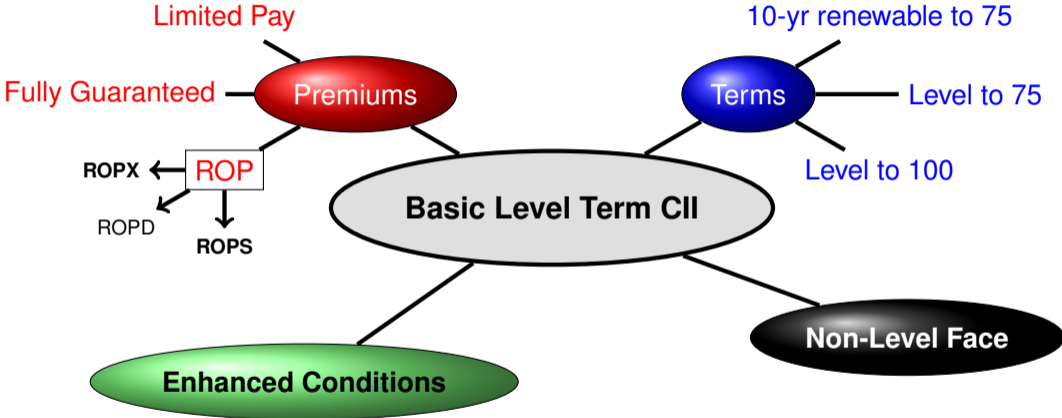 Limited Pay
10-yr renewable to 75
Fully Guaranteed
Premiums
Terms
Level to 75
ROPX
ROP
Level to 100
ROPD
ROPS
Basic Level Term CII
Non-Level Face
Enhanced Conditions